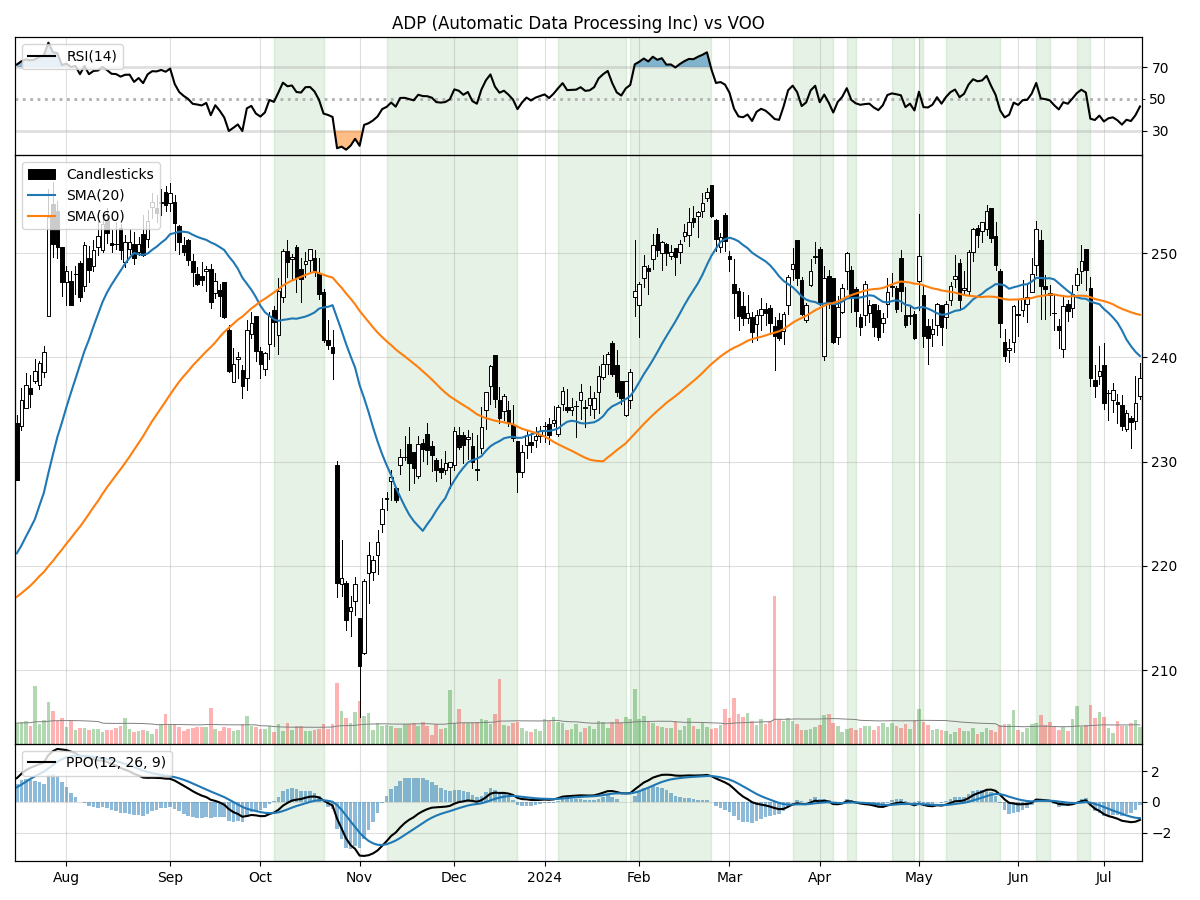 ADP (Automatic Data Processing Inc) vs VOO
RSI(14)
70
50
30
Candlesticks
SMA(20)
SMA(60)
250
240
230
220
210
PPO(12, 26, 9)
2
0
−2
Aug Sep Oct Nov Dec 2024 Feb Mar Apr May Jun Jul